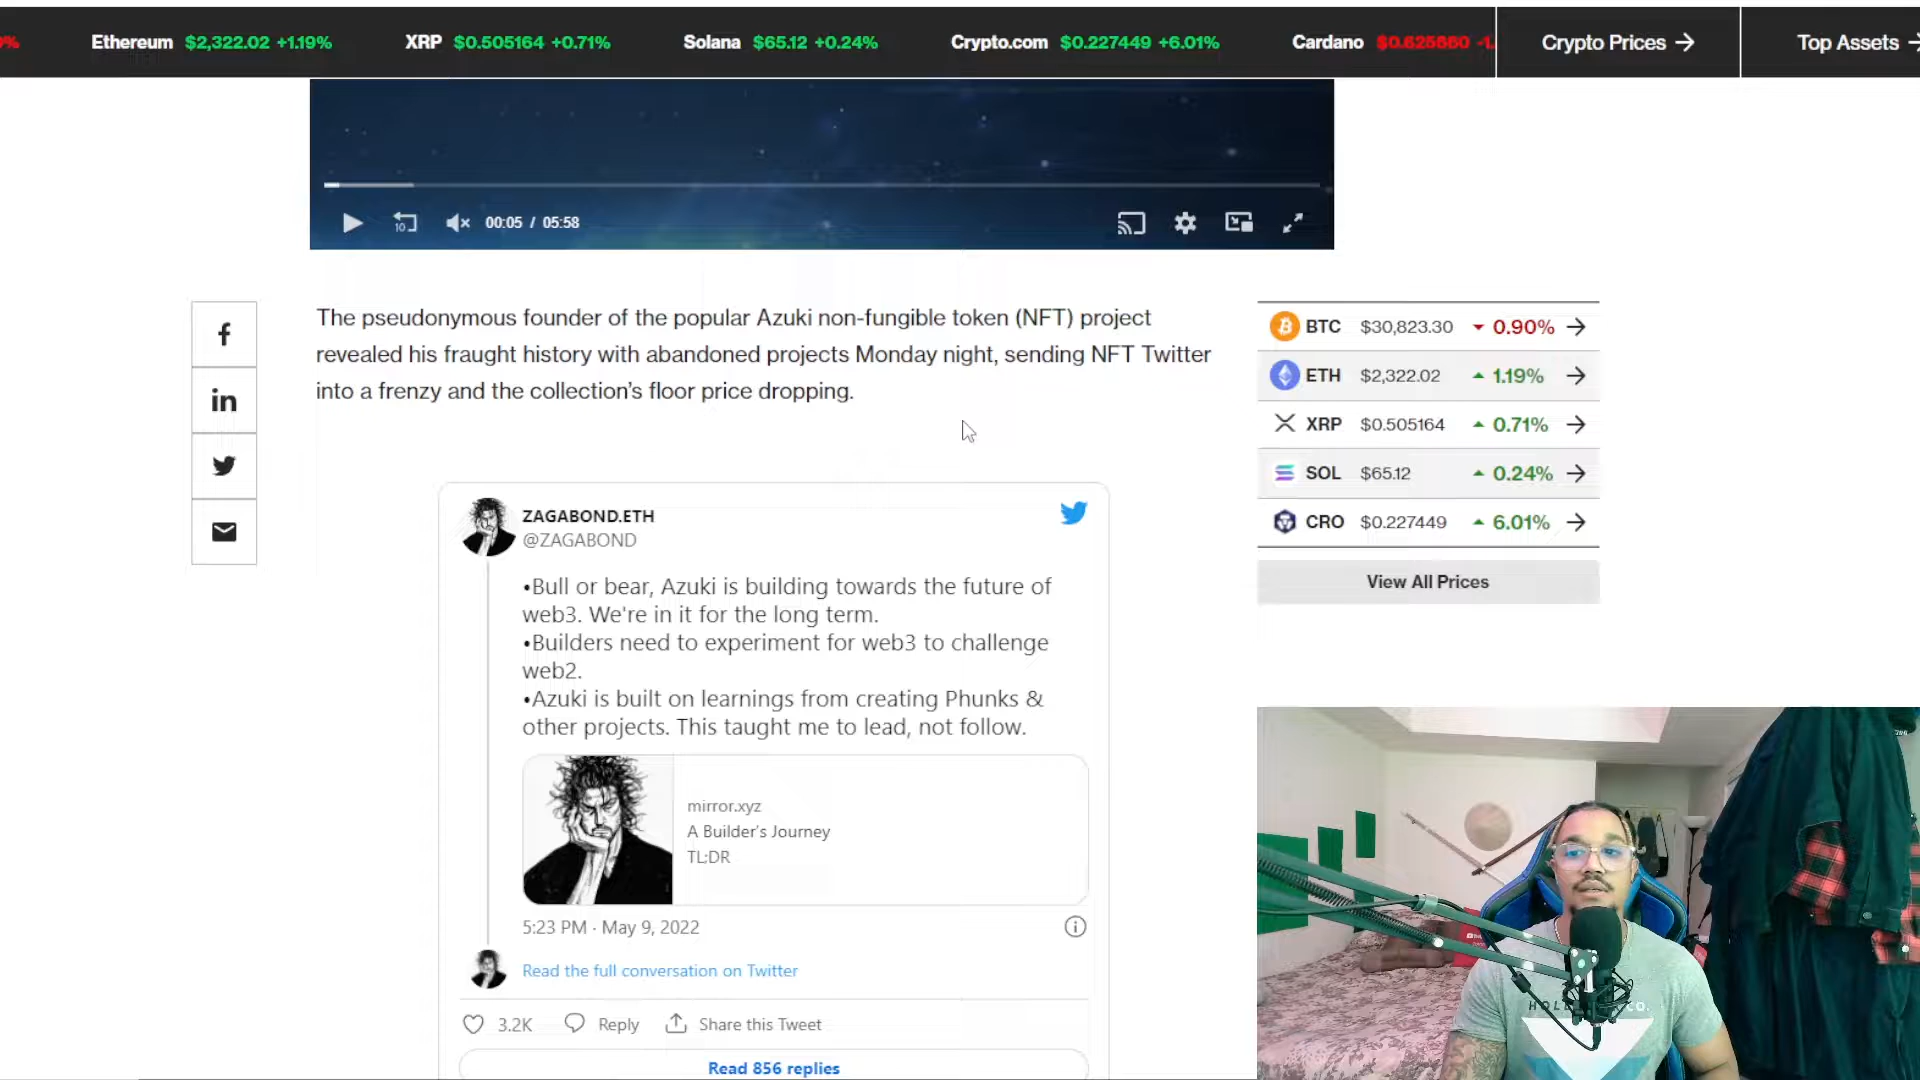 Ethereum $2,322.02 +1.19% XRP $0.505164 +0.71% Solana $65.12 +0.24% Crypto.com $0.227449 +6.01% Cardano Crypto Prices → Top Assets →
10 00:05 / 05:58
The pseudonymous founder of the popular Azuki non-fungible token (NFT) project
revealed his fraught history with abandoned projects Monday night, sending NFT Twitter
into a frenzy and the collection’s floor price dropping.
BTC $30,823.30 0.90% →
ETH $2,322.02 1.19% →
XRP $0.505164 0.71% →
SOL $65.12 0.24% →
CRO $0.227449 6.01% →
View All Prices
ZAGABOND.ETH
@ZAGABOND
•Bull or bear, Azuki is building towards the future of
web3. We're in it for the long term.
•Builders need to experiment for web3 to challenge
web2.
•Azuki is built on learnings from creating Phunks &
other projects. This taught me to lead, not follow.
mirror.xyz
A Builder's Journey
TL:DR
5:23 PM · May 9, 2022
Read the full conversation on Twitter
3.2K Reply Share this Tweet
Read 856 replies